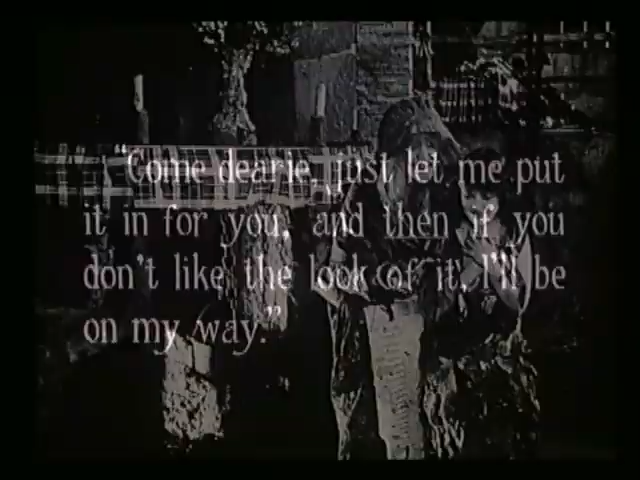 "Come dearie, just let me put
it in for you, and then if you
don't like the look of it, I'll be
on my way."